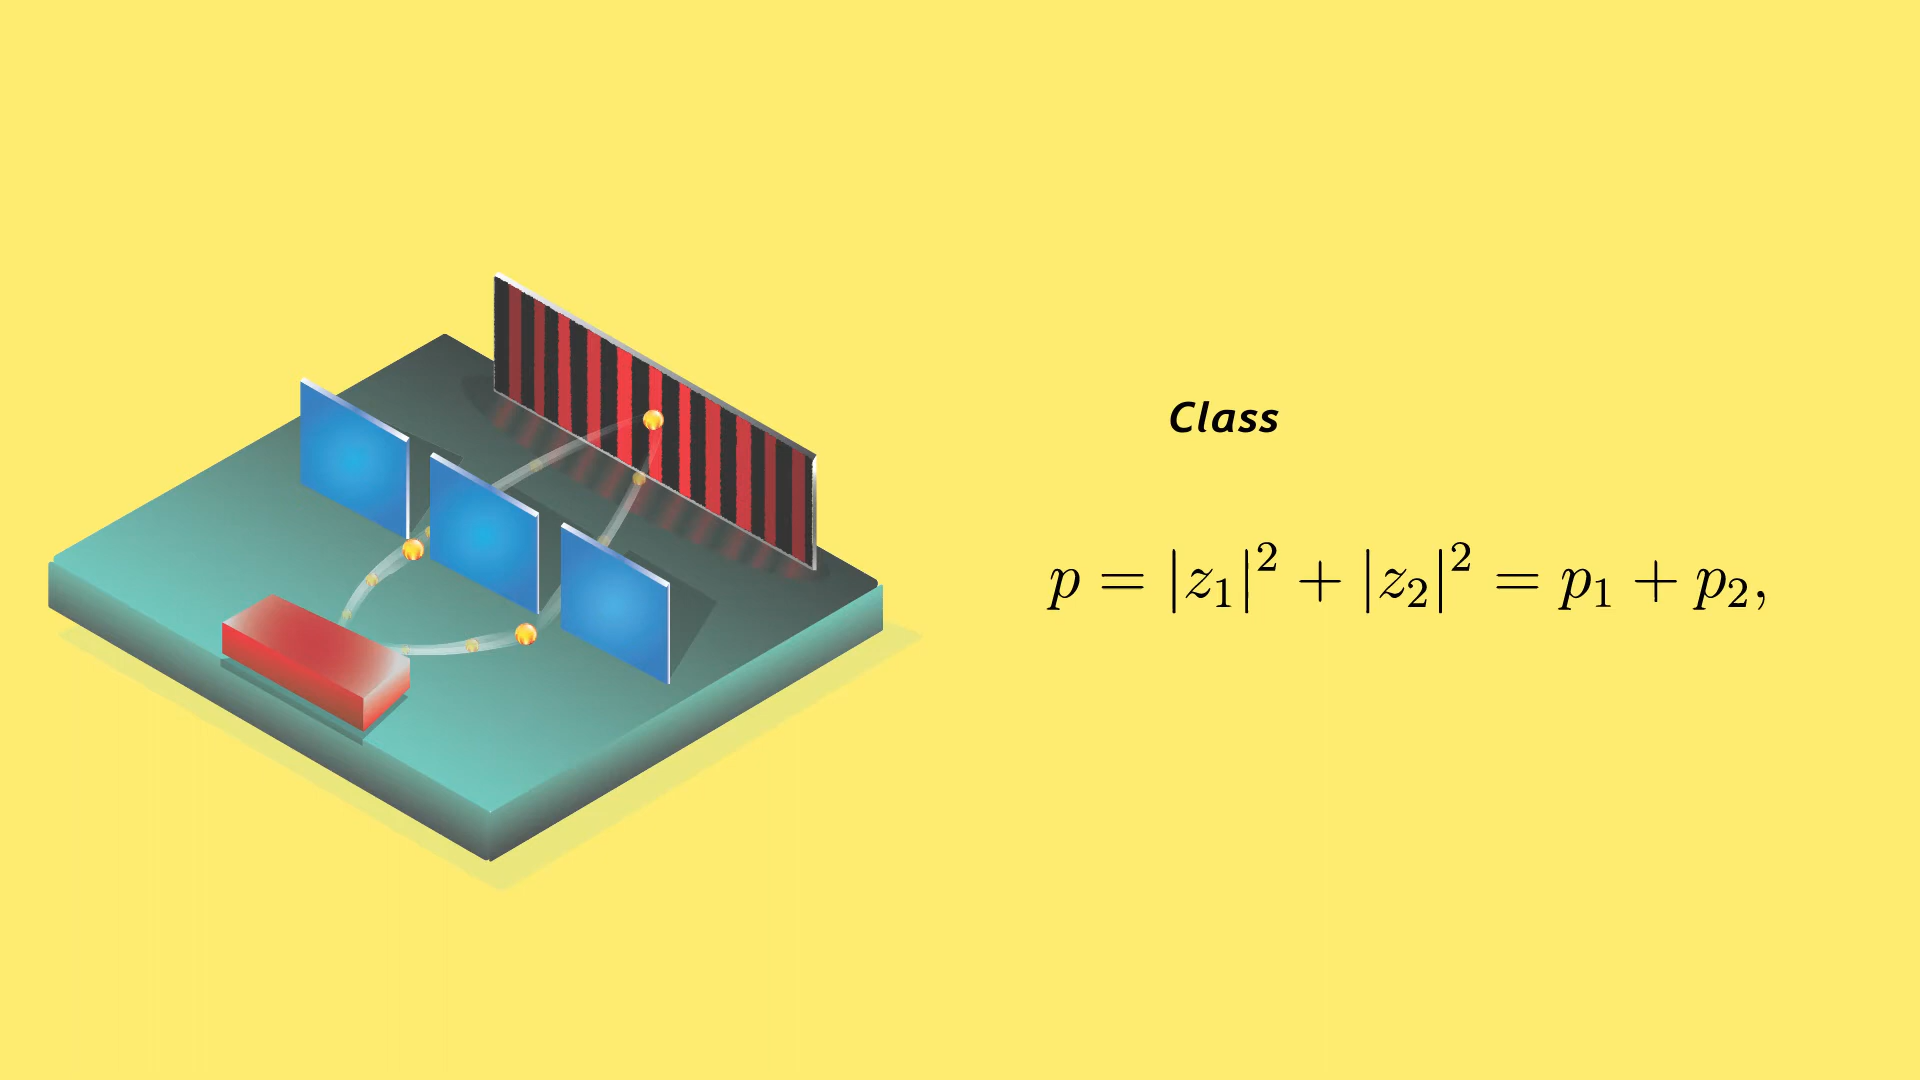 Class
p = |z₁|² + |z₂|² = p₁ + p₂,